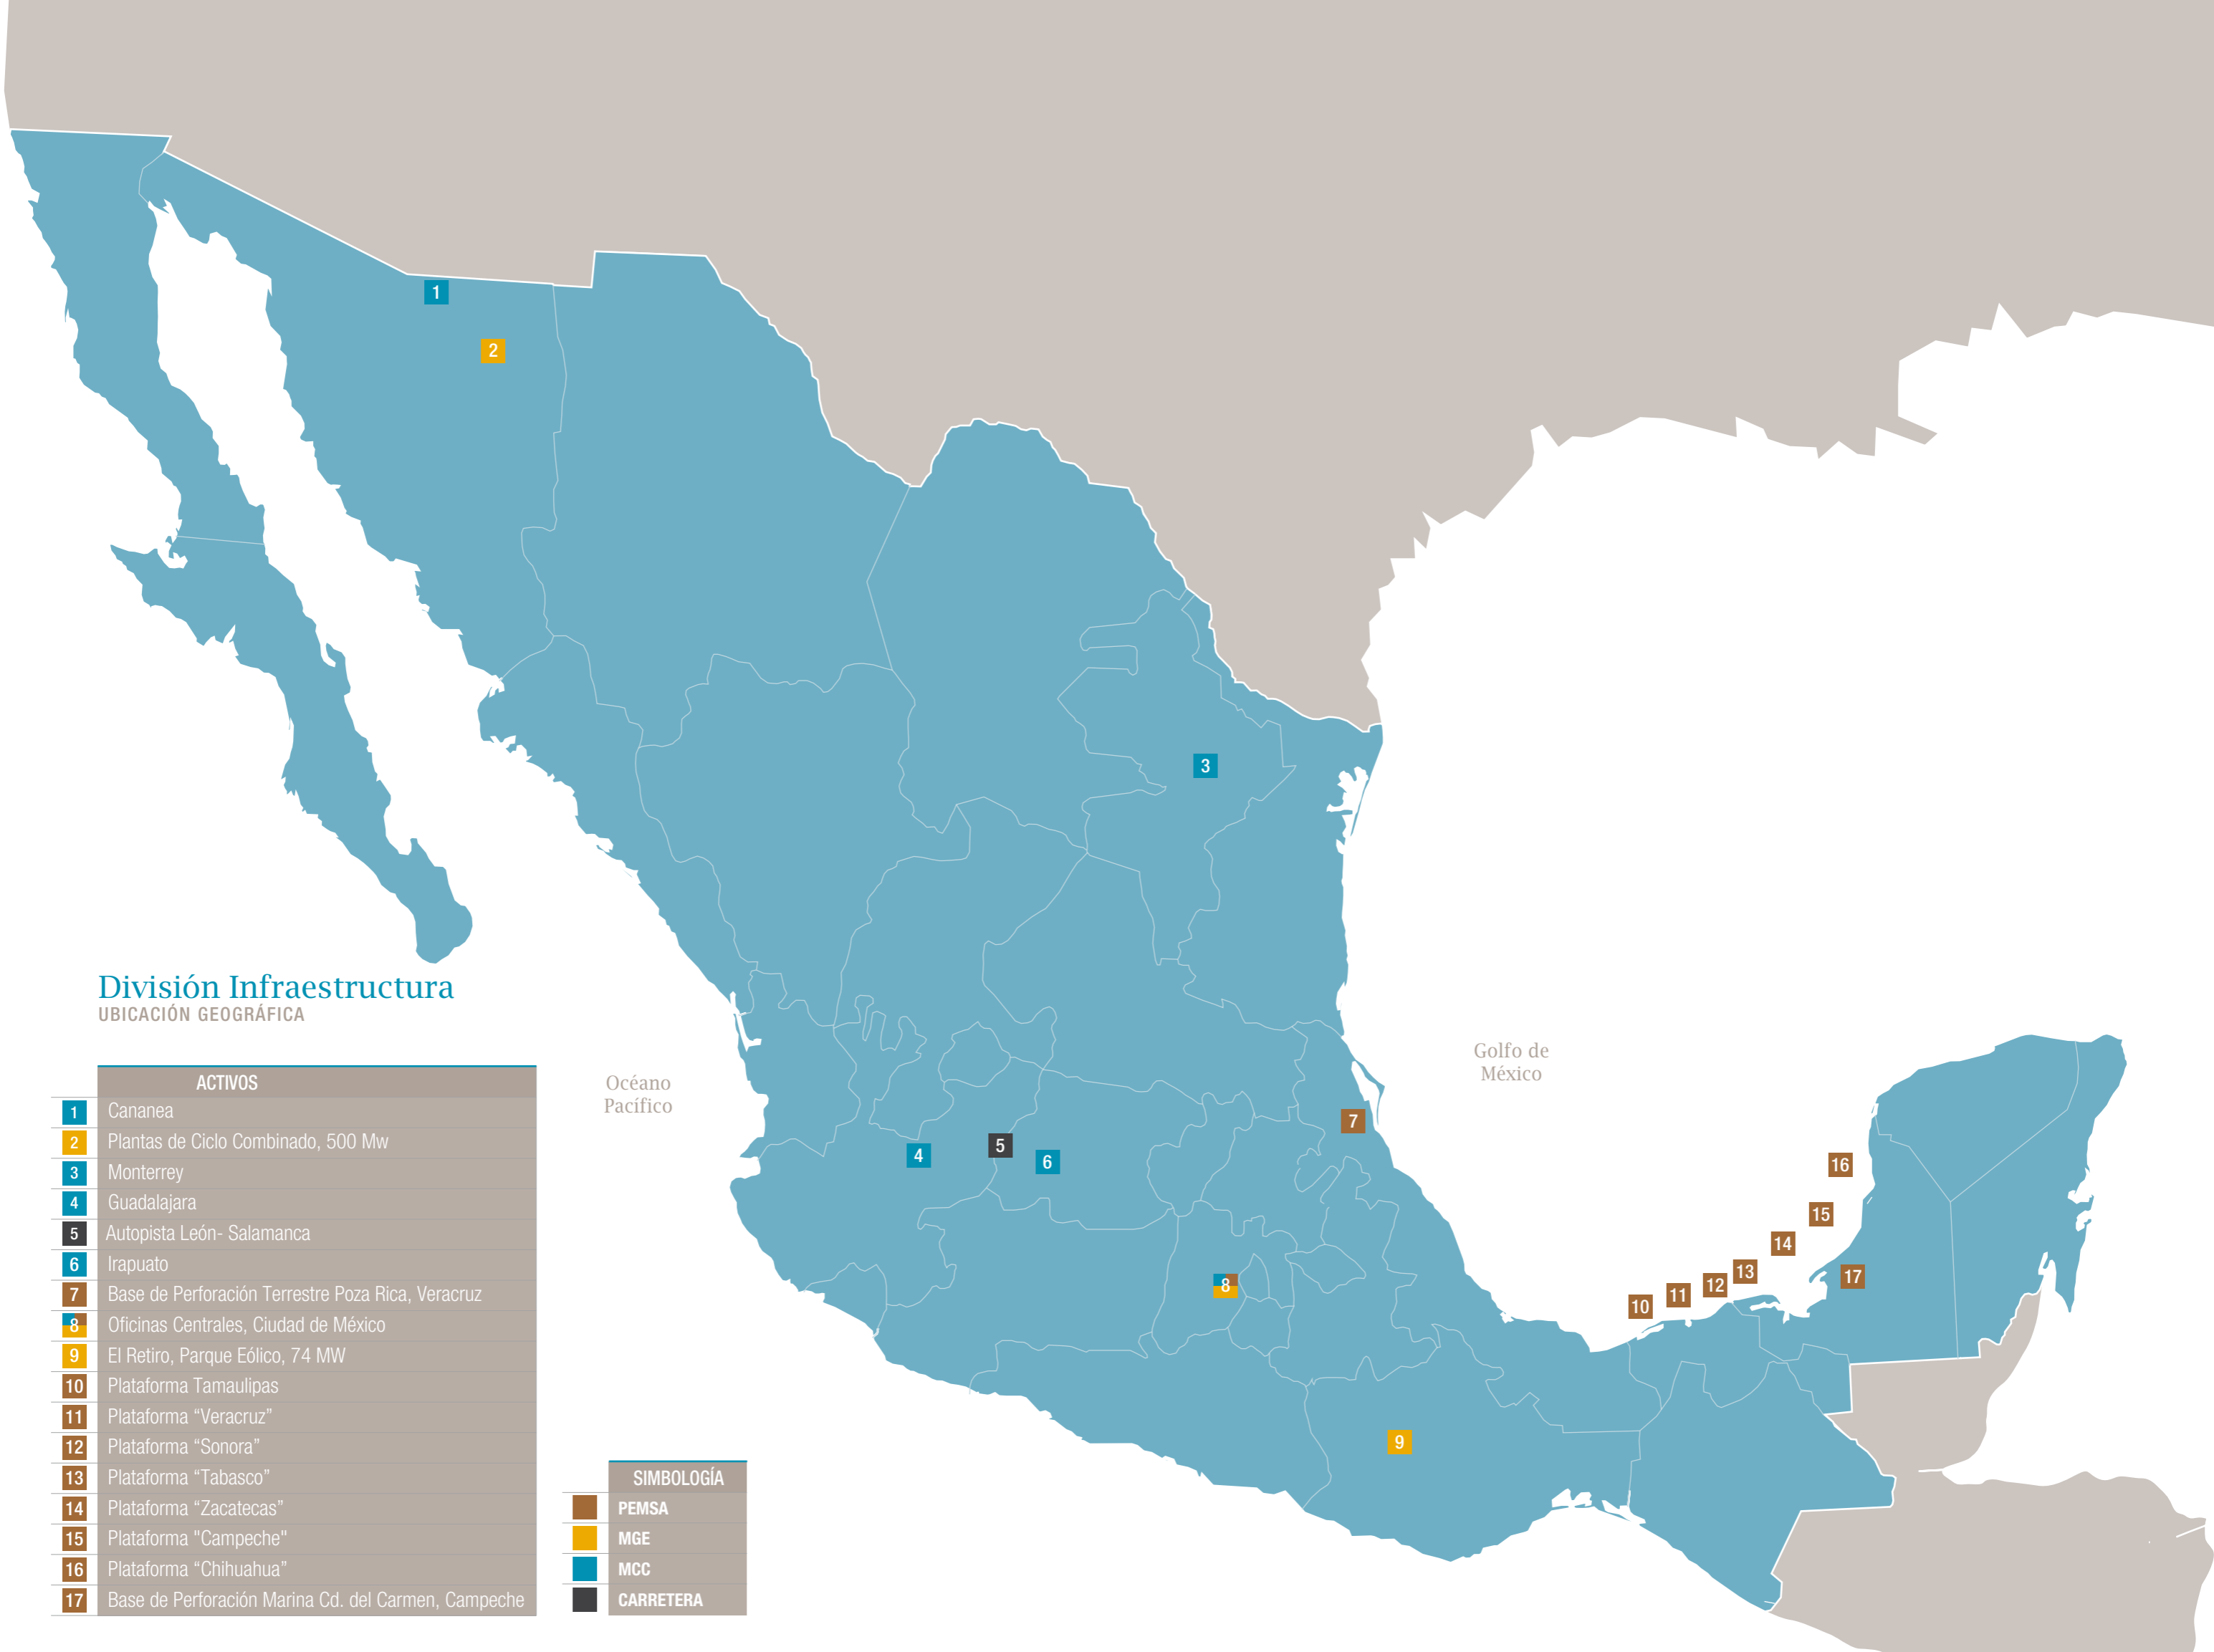 1
2
3
División Infraestructura
UBICACIÓN GEOGRÁFICA
Golfo de
México
Océano
Pacífico
ACTIVOS
1 Cananea
2 Plantas de Ciclo Combinado, 500 Mw
3 Monterrey
4 Guadalajara
5 Autopista León- Salamanca
6 Irapuato
7 Base de Perforación Terrestre Poza Rica, Veracruz
8 Oficinas Centrales, Ciudad de México
9 El Retiro, Parque Eólico, 74 MW
10 Plataforma Tamaulipas
11 Plataforma “Veracruz”
12 Plataforma “Sonora”
13 Plataforma “Tabasco”
14 Plataforma “Zacatecas”
15 Plataforma "Campeche"
16 Plataforma “Chihuahua”
17 Base de Perforación Marina Cd. del Carmen, Campeche
4
5
6
7
8
9
10
11
12
13
14
15
16
17
SIMBOLOGÍA
PEMSA
MGE
MCC
CARRETERA